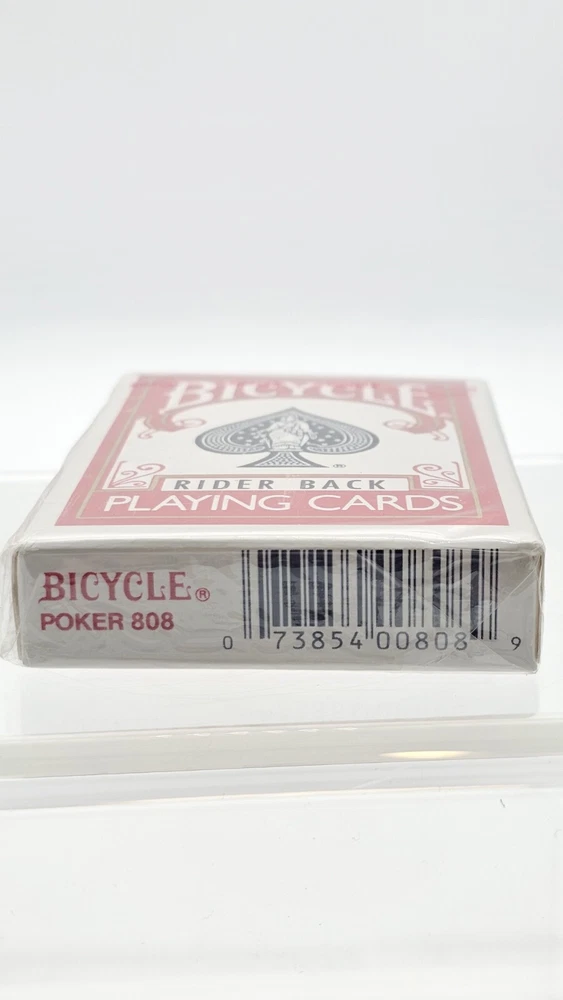 BICYCLE
®
RIDER BACK
PLAYING CARDS
BICYCLE®
POKER 808
0 73854 00808 9